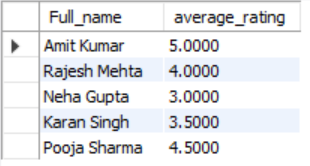 Full_name average_rating
Amit Kumar 5.0000
Rajesh Mehta 4.0000
Neha Gupta 3.0000
Karan Singh 3.5000
Pooja Sharma 4.5000